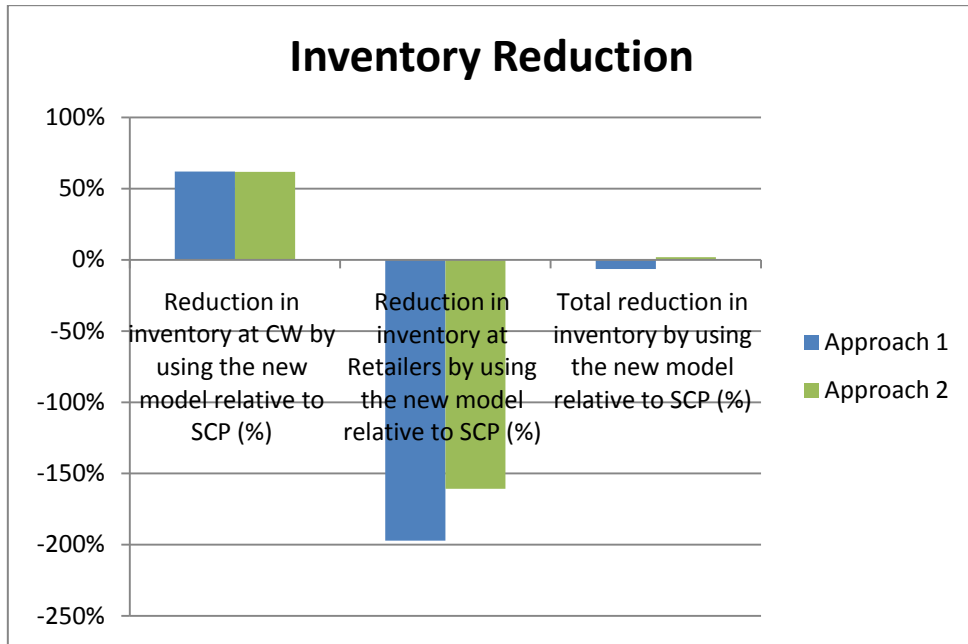 Inventory Reduction
100%
50%
0%
-50%
-100%
-150%
-200%
-250%
Reduction in
inventory at CW by
using the new
model relative to
SCP (%)
Reduction in
inventory at
Retailers by using
the new model
relative to SCP (%)
Total reduction in
inventory by using
the new model
relative to SCP (%)
Approach 1
Approach 2